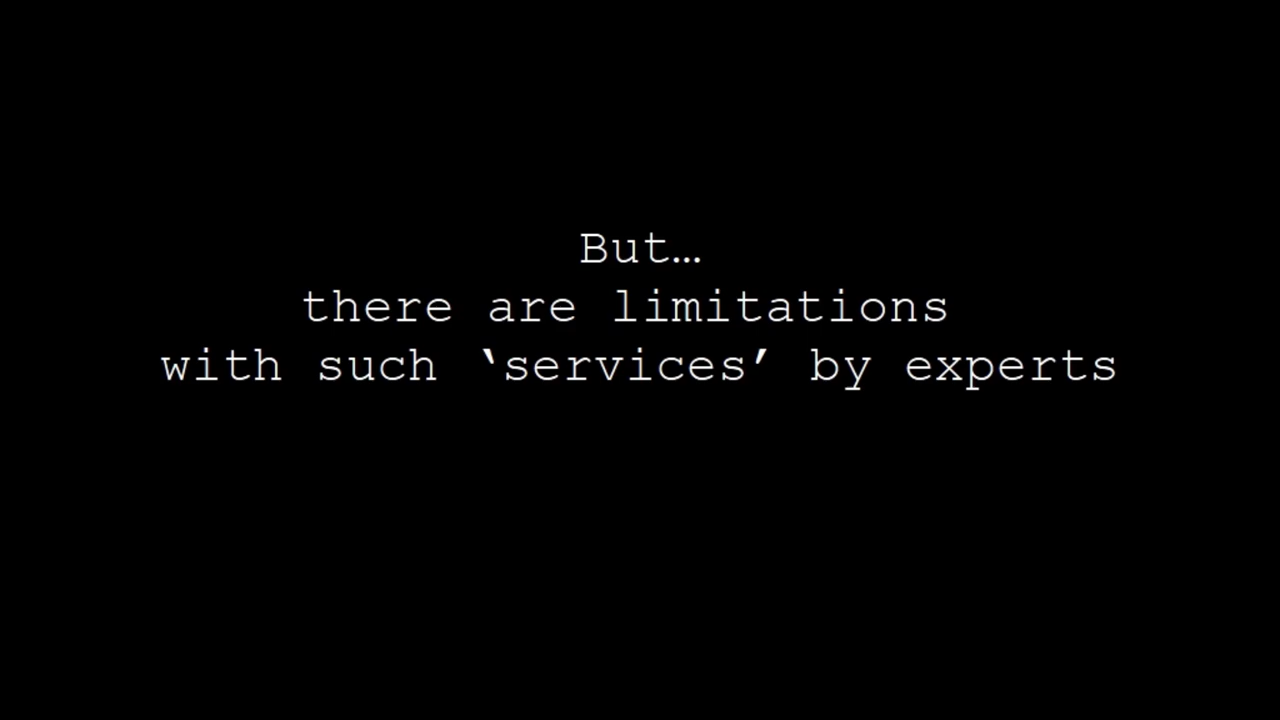 But…
there are limitations
with such ‘services’ by experts